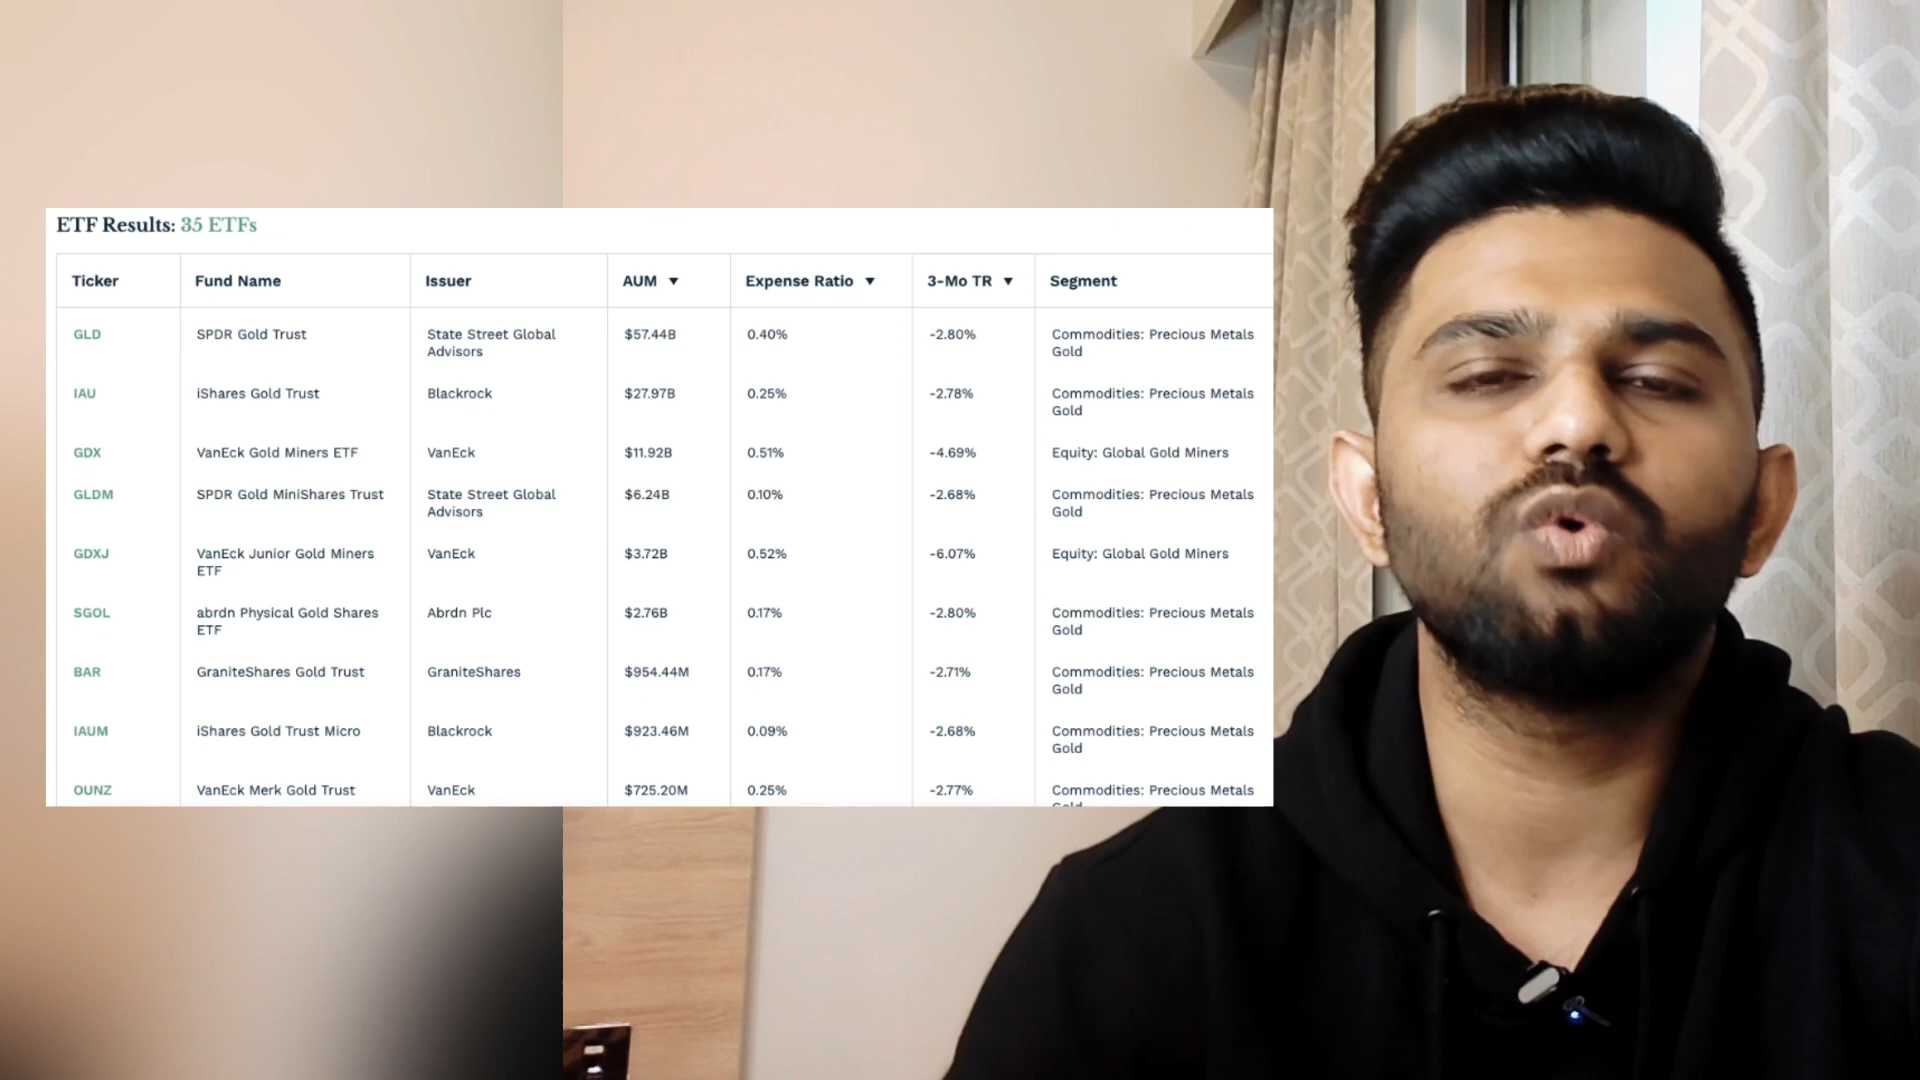 ETF Results: 35 ETFs
Ticker Fund Name Issuer AUM ▼ Expense Ratio ▼ 3-Mo TR ▼ Segment
GLD SPDR Gold Trust State Street Global $57.44B 0.40% -2.80% Commodities: Precious Metals
Advisors Gold
IAU iShares Gold Trust Blackrock $27.97B 0.25% -2.78% Commodities: Precious Metals
Gold
GDX VanEck Gold Miners ETF VanEck $11.92B 0.51% -4.69% Equity: Global Gold Miners
GLDM SPDR Gold MiniShares Trust State Street Global $6.24B 0.10% -2.68% Commodities: Precious Metals
Advisors Gold
GDXJ VanEck Junior Gold Miners VanEck $3.72B 0.52% -6.07% Equity: Global Gold Miners
ETF
SGOL abrdn Physical Gold Shares Abrdn Plc $2.76B 0.17% -2.80% Commodities: Precious Metals
ETF Gold
BAR GraniteShares Gold Trust GraniteShares $954.44M 0.17% -2.71% Commodities: Precious Metals
Gold
IAUM iShares Gold Trust Micro Blackrock $923.46M 0.09% -2.68% Commodities: Precious Metals
Gold
OUNZ VanEck Merk Gold Trust VanEck $725.20M 0.25% -2.77% Commodities: Precious Metals